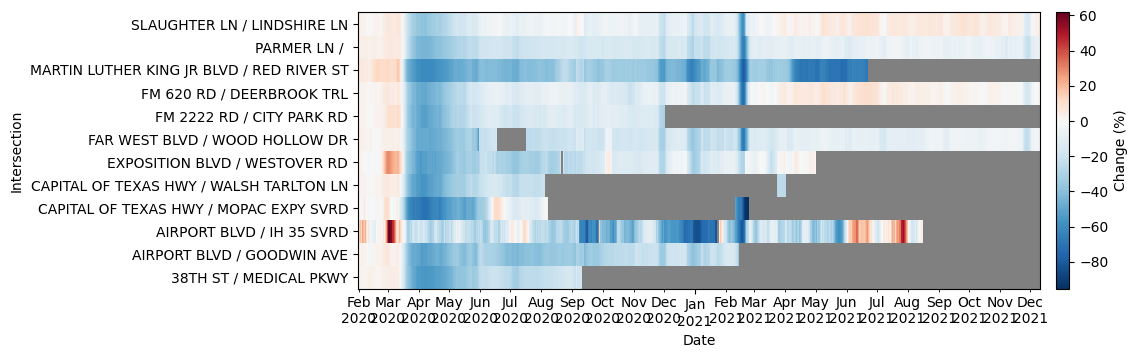 SLAUGHTER LN / LINDSHIRE LN
PARMER LN /
MARTIN LUTHER KING JR BLVD / RED RIVER ST
FM 620 RD / DEERBROOK TRL
FM 2222 RD / CITY PARK RD
FAR WEST BLVD / WOOD HOLLOW DR
EXPOSITION BLVD / WESTOVER RD
CAPITAL OF TEXAS HWY / WALSH TARLTON LN
CAPITAL OF TEXAS HWY / MOPAC EXPY SVRD
AIRPORT BLVD / IH 35 SVRD
AIRPORT BLVD / GOODWIN AVE
38TH ST / MEDICAL PKWY
Intersection
Feb Mar Apr May Jun Jul Aug Sep Oct Nov Dec Jan Feb Mar Apr May Jun Jul Aug Sep Oct Nov Dec
2020 2020 2020 2020 2020 2020 2020 2020 2020 2020 2020 2021 2021 2021 2021 2021 2021 2021 2021 2021 2021 2021 2021
Date
60
40
20
0
−20
−40
−60
−80
Change (%)